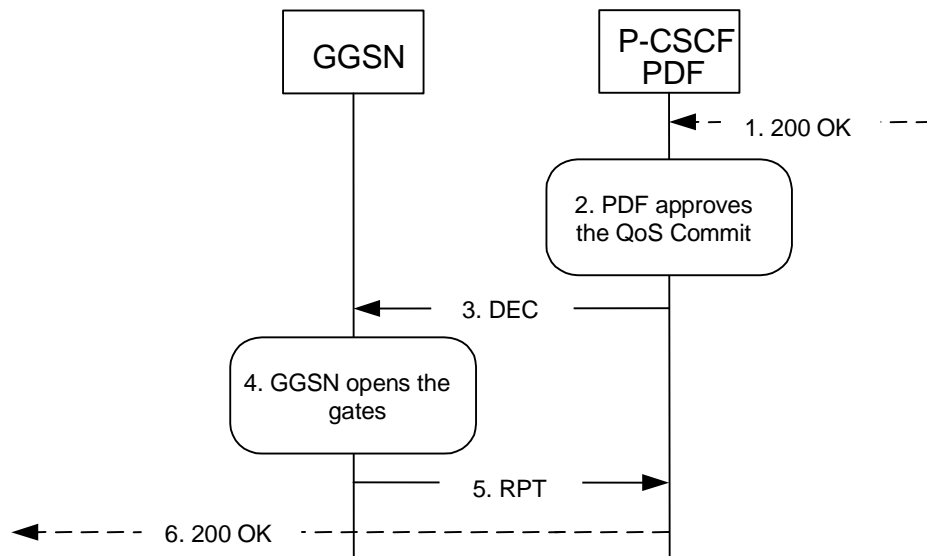 GGSN
P-CSCF
PDF
1. 200 OK
2. PDF approves
the QoS Commit
3. DEC
4. GGSN opens the
gates
5. RPT
6. 200 OK